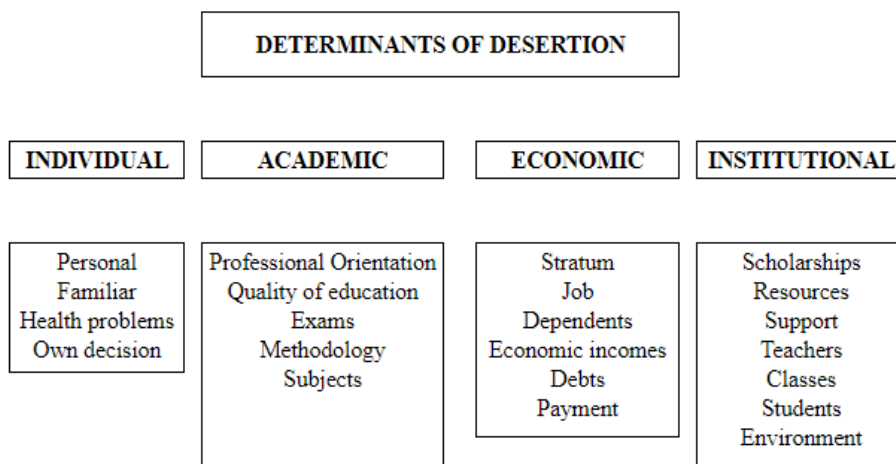 DETERMINANTS OF DESERTION
INDIVIDUAL
ACADEMIC
ECONOMIC
INSTITUTIONAL
Personal
Familiar
Health problems
Own decision
Professional Orientation
Quality of education
Exams
Methodology
Subjects
Stratum
Job
Dependents
Economic incomes
Debts
Payment
Scholarships
Resources
Support
Teachers
Classes
Students
Environment